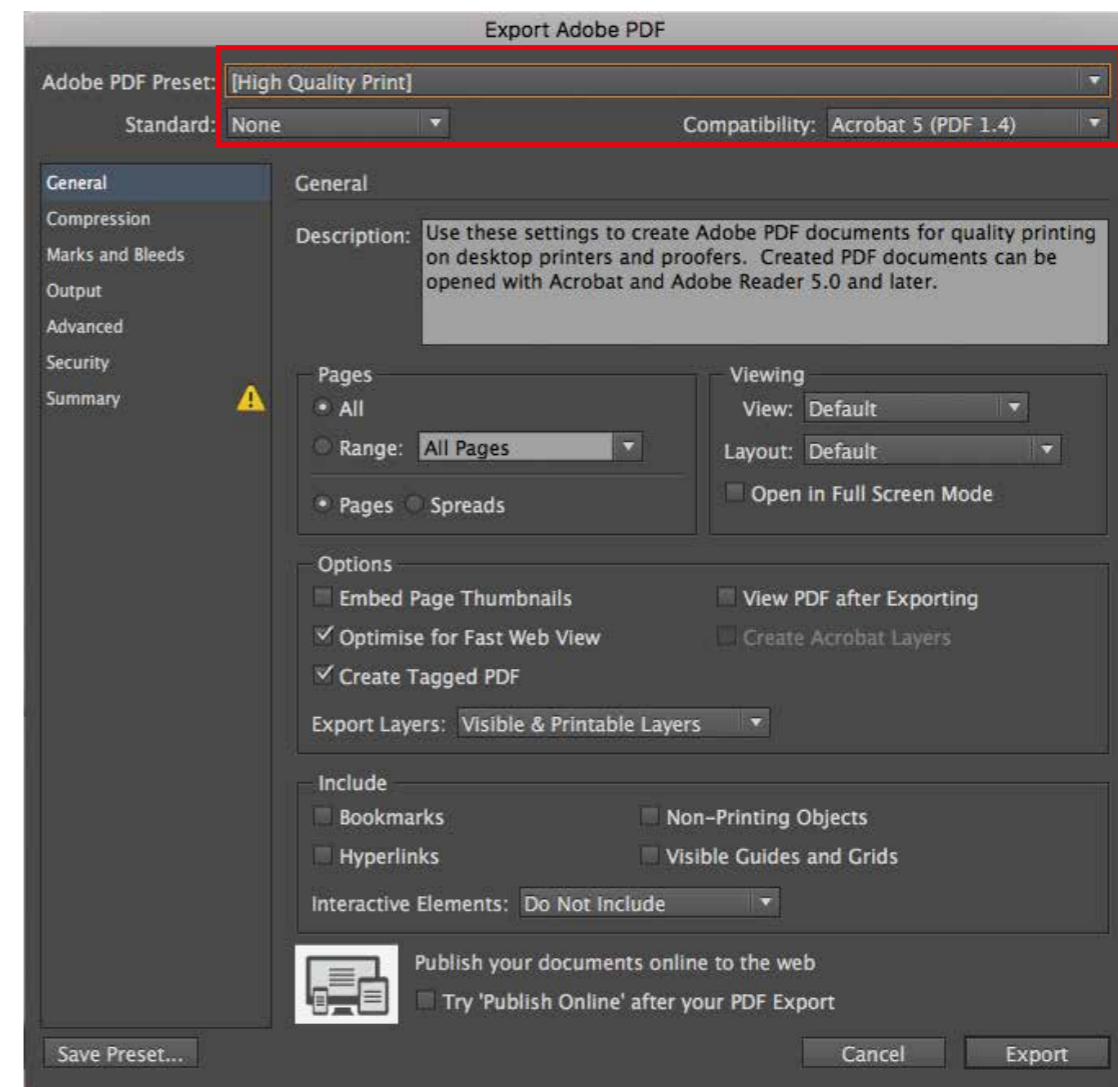 Export Adobe PDF
Adobe PDF Preset: [High Quality Print]
Standard: None Compatibility: Acrobat 5 (PDF 1.4)
General
Compression
Marks and Bleeds
Output
Advanced
Security
Summary
General
Description: Use these settings to create Adobe PDF documents for quality printing
on desktop printers and proofers. Created PDF documents can be
opened with Acrobat and Adobe Reader 5.0 and later.
Pages
All
Range: All Pages
Pages Spreads
Viewing
View: Default
Layout: Default
Open in Full Screen Mode
Options
Embed Page Thumbnails View PDF after Exporting
Optimise for Fast Web View Create Acrobat Layers
Create Tagged PDF
Export Layers: Visible & Printable Layers
Include
Bookmarks Non-Printing Objects
Hyperlinks Visible Guides and Grids
Interactive Elements: Do Not Include
Publish your documents online to the web
Try 'Publish Online' after your PDF Export
Save Preset... Cancel Export